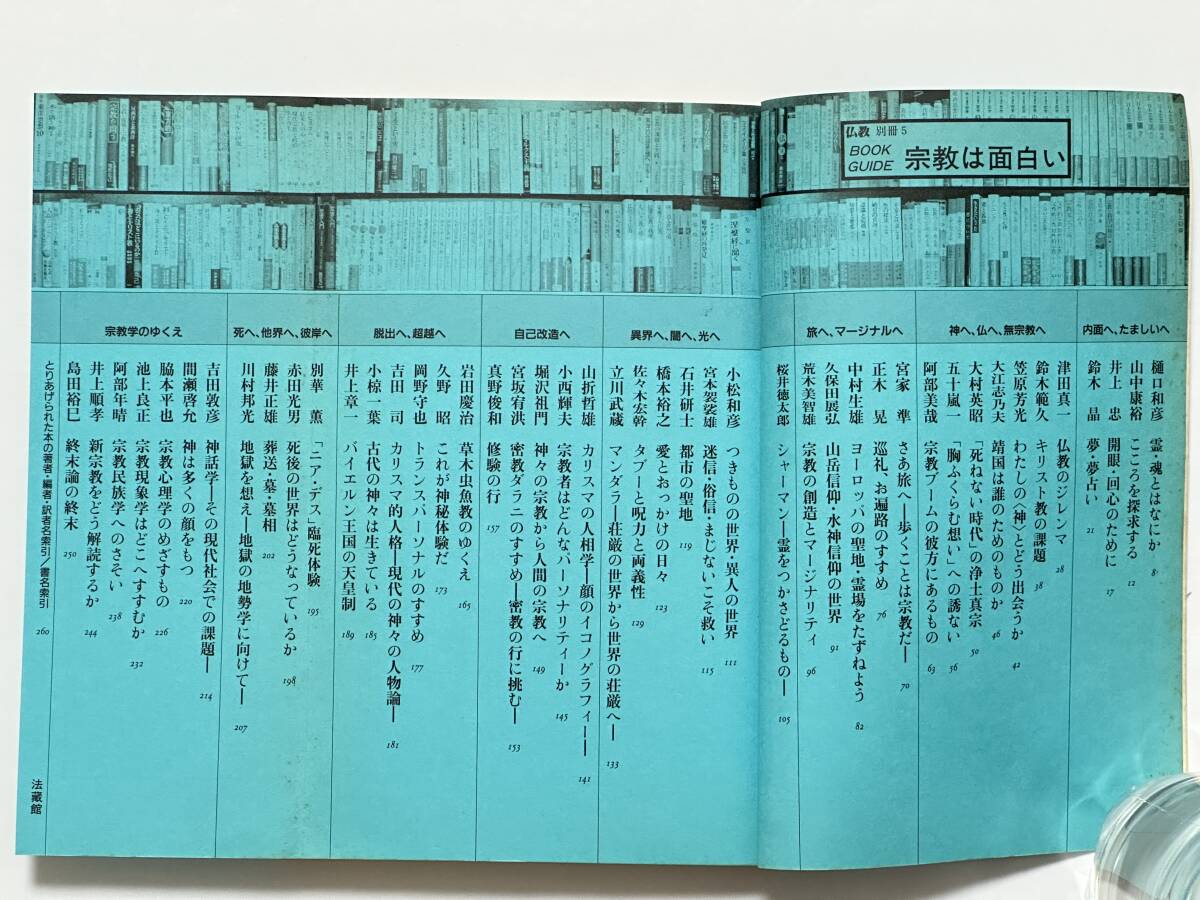 仏教 別冊5
BOOK GUIDE 宗教は面白い
内面へ、たましいへ
樋口和彦 霊・魂とはなにか 8
山中康裕 こころを探求する 12
井上 忠 開眼・回心のために 17
鈴木 晶 夢・夢占い 21
神へ、仏へ、無宗教へ
津田真一 仏教のジレンマ 28
鈴木範久 キリスト教の課題 38
笠原芳光 わたしの〈神〉とどう出会うか 42
大江志乃夫 靖国は誰のためのものか 46
大村英昭 「死ねない時代」の浄土真宗 50
五十嵐一 「胸ふくらむ想い」への誘ない 56
阿部美哉 宗教ブームの彼方にあるもの 63
旅へ、マージナルへ
宮家 準 さあ旅へ―歩くことは宗教だ― 70
正木 晃 巡礼、お遍路のすすめ 76
中村生雄 ヨーロッパの聖地・霊場をたずねよう 82
久保田展弘 山岳信仰・水神信仰の世界 91
荒木美智雄 宗教の創造とマージナリティ 96
桜井徳太郎 シャーマン―霊をつかさどるもの― 105
異界へ、闇へ、光へ
小松和彦 つきものの世界・異人の世界 111
宮本袈裟雄 迷信・俗信・まじないこそ救い 115
石井研士 都市の聖地 119
橋本裕之 愛とおっかけの日々 123
佐々木宏幹 タブーと呪力と両義性 129
立川武蔵 マンダラ―荘厳の世界から世界の荘厳へ― 133
自己改造へ
山折哲雄 カリスマの人相学―顔のイコノグラフィー― 141
小西輝夫 宗教者はどんなパーソナリティーか 145
堀沢祖門 神々の宗教から人間の宗教へ 149
宮坂宥洪 密教ダラニのすすめ―密教の行に挑む― 153
真野俊和 修験の行 157
脱出へ、超越へ
岩田慶治 草木虫魚教のゆくえ 165
久野 昭 これが神秘体験だ 173
岡野守也 トランスパーソナルのすすめ 177
吉田 司 カリスマ的人格―現代の神々の人物論― 181
小椋一葉 古代の神々は生きている 185
井上章一 バイエルン王国の天皇制 189
死へ、他界へ、彼岸へ
別華 薫 「ニア・デス」臨死体験 195
赤田光男 死後の世界はどうなっているか 198
藤井正雄 葬送・墓・墓相 202
川村邦光 地獄を想え―地獄の地勢学に向けて― 207
宗教学のゆくえ
吉田敦彦 神話学―その現代社会での課題― 214
間瀬啓允 神は多くの顔をもつ 220
脇本平也 宗教心理学のめざすもの 226
池上良正 宗教現象学はどこへすすむか 232
阿部年晴 宗教民族学へのさそい 238
井上順孝 新宗教をどう解読するか 244
島田裕巳 終末論の終末 250
とりあげられた本の著者・編者・訳者名索引/書名索引 260
法藏館